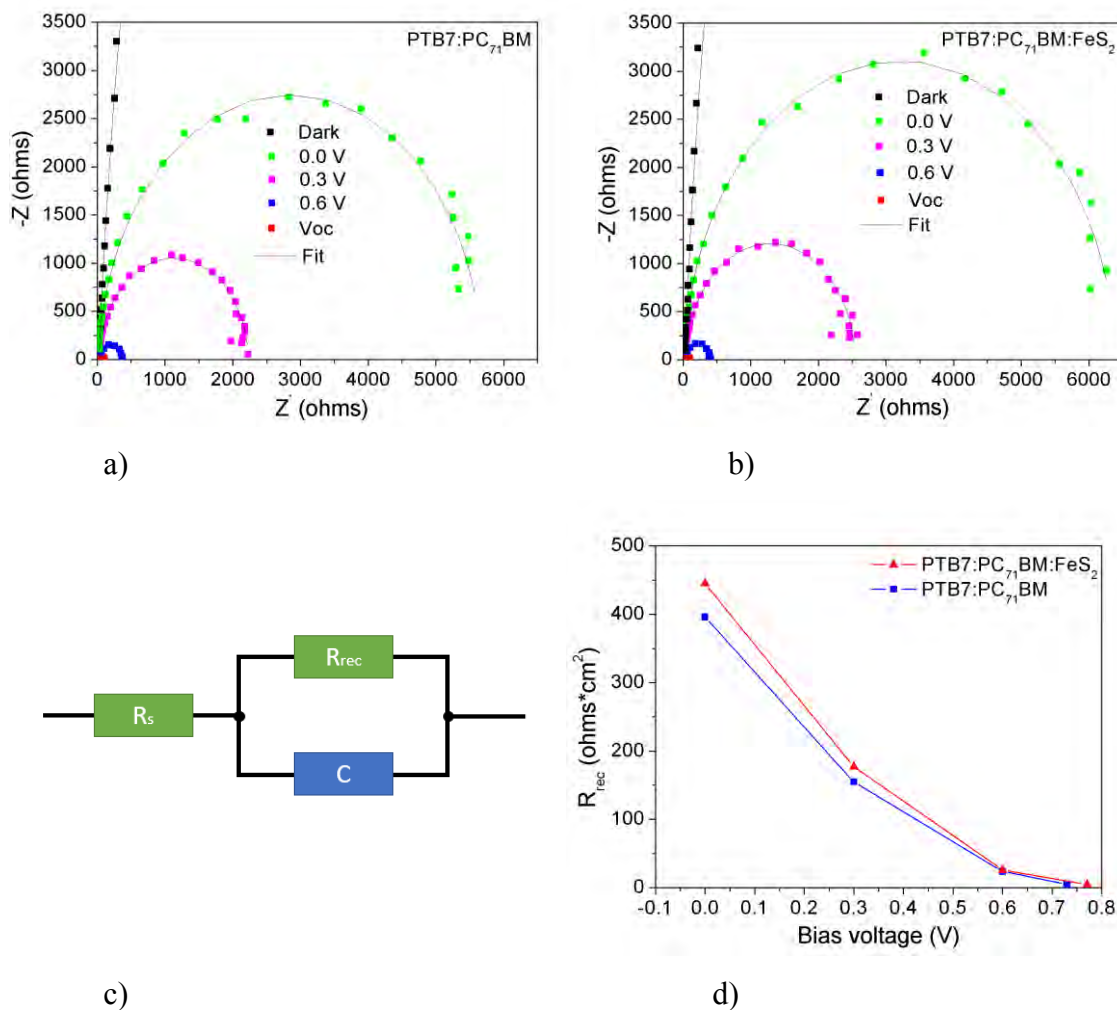 PTB7:PC₇₁BM
-Z (ohms)
3500
3000
2500
2000
1500
1000
500
0
Dark
0.0 V
0.3 V
0.6 V
Voc
Fit
0 1000 2000 3000 4000 5000 6000
Z' (ohms)
a)
PTB7:PC₇₁BM:FeS₂
-Z (ohms)
3500
3000
2500
2000
1500
1000
500
0
Dark
0.0 V
0.3 V
0.6 V
Voc
Fit
0 1000 2000 3000 4000 5000 6000
Z' (ohms)
b)
Rrec
Rs
C
c)
PTB7:PC₇₁BM:FeS₂
PTB7:PC₇₁BM
Rrec (ohms*cm²)
500
400
300
200
100
0
-0.1 0.0 0.1 0.2 0.3 0.4 0.5 0.6 0.7 0.8
Bias voltage (V)
d)